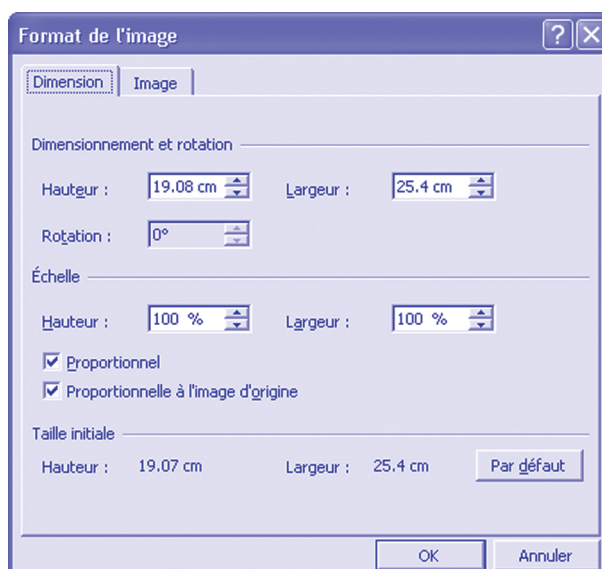 Format de l'image
Dimension Image
Dimensionnement et rotation
Hauteur : 19.08 cm Largeur : 25.4 cm
Rotation : 0°
Échelle
Hauteur : 100 % Largeur : 100 %
Proportionnel
Proportionnelle à l'image d'origine
Taille initiale
Hauteur : 19.07 cm Largeur : 25.4 cm Par défaut
OK Annuler